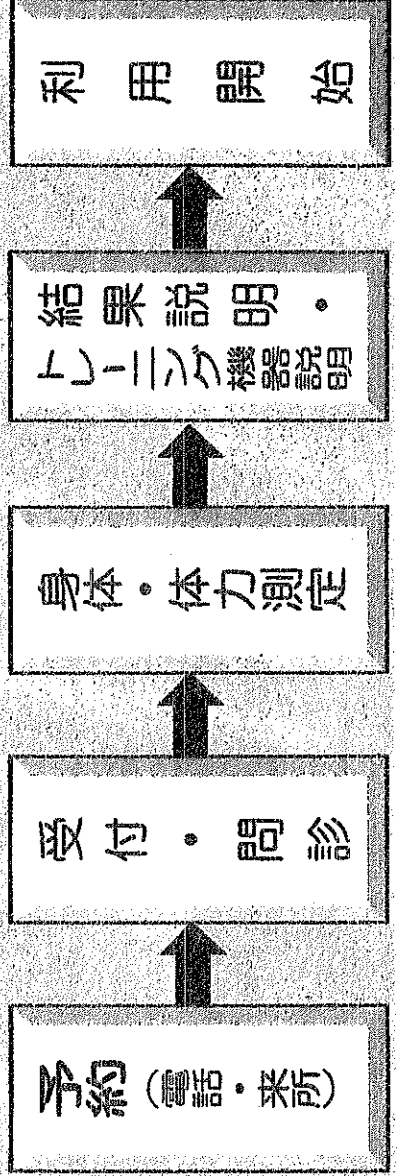 予約(電話・来所)
受付・問診
身体・体力測定
結果説明・
トレーニング機器説明
利用開始